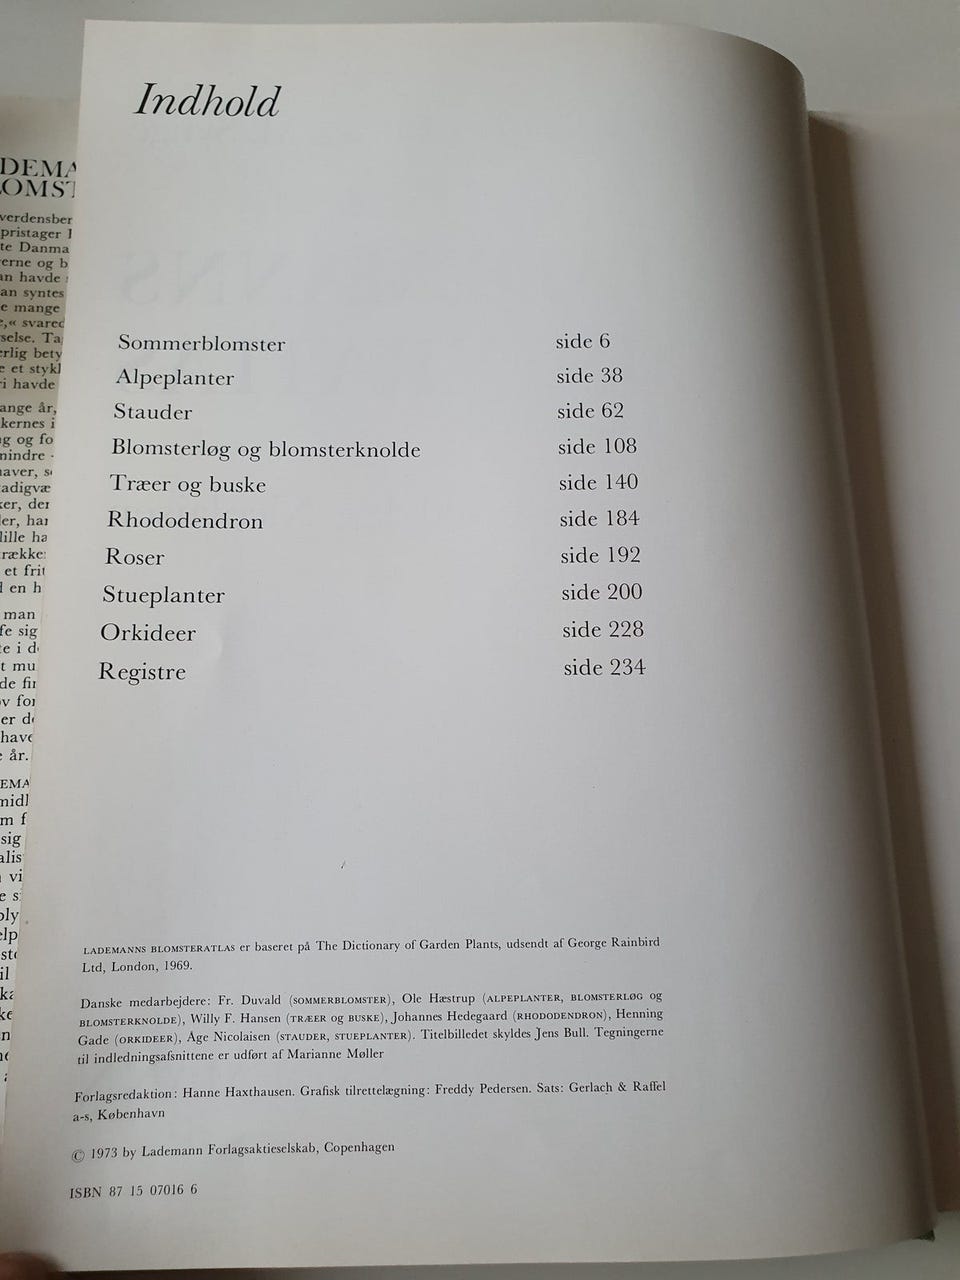 Indhold
Sommerblomster side 6
Alpeplanter side 38
Stauder side 62
Blomsterløg og blomsterknolde side 108
Træer og buske side 140
Rhododendron side 184
Roser side 192
Stueplanter side 200
Orkideer side 228
Registre side 234
LADEMANNS BLOMSTERATLAS er baseret på The Dictionary of Garden Plants, udsendt af George Rainbird
Ltd, London, 1969.
Danske medarbejdere: Fr. Duvald (SOMMERBLOMSTER), Ole Hæstrup (ALPEPLANTER, BLOMSTERLØG OG
BLOMSTERKNOLDE), Willy F. Hansen (TRÆER OG BUSKE), Johannes Hedegaard (RHODODENDRON), Henning
Gade (ORKIDEER), Åge Nicolaisen (STAUDER, STUEPLANTER). Titelbilledet skyldes Jens Bull. Tegningerne
til indledningsafsnittene er udført af Marianne Møller
Forlagsredaktion: Hanne Haxthausen. Grafisk tilrettelægning: Freddy Pedersen. Sats: Gerlach & Raffel
a-s, København
© 1973 by Lademann Forlagsaktieselskab, Copenhagen
ISBN 87 15 07016 6